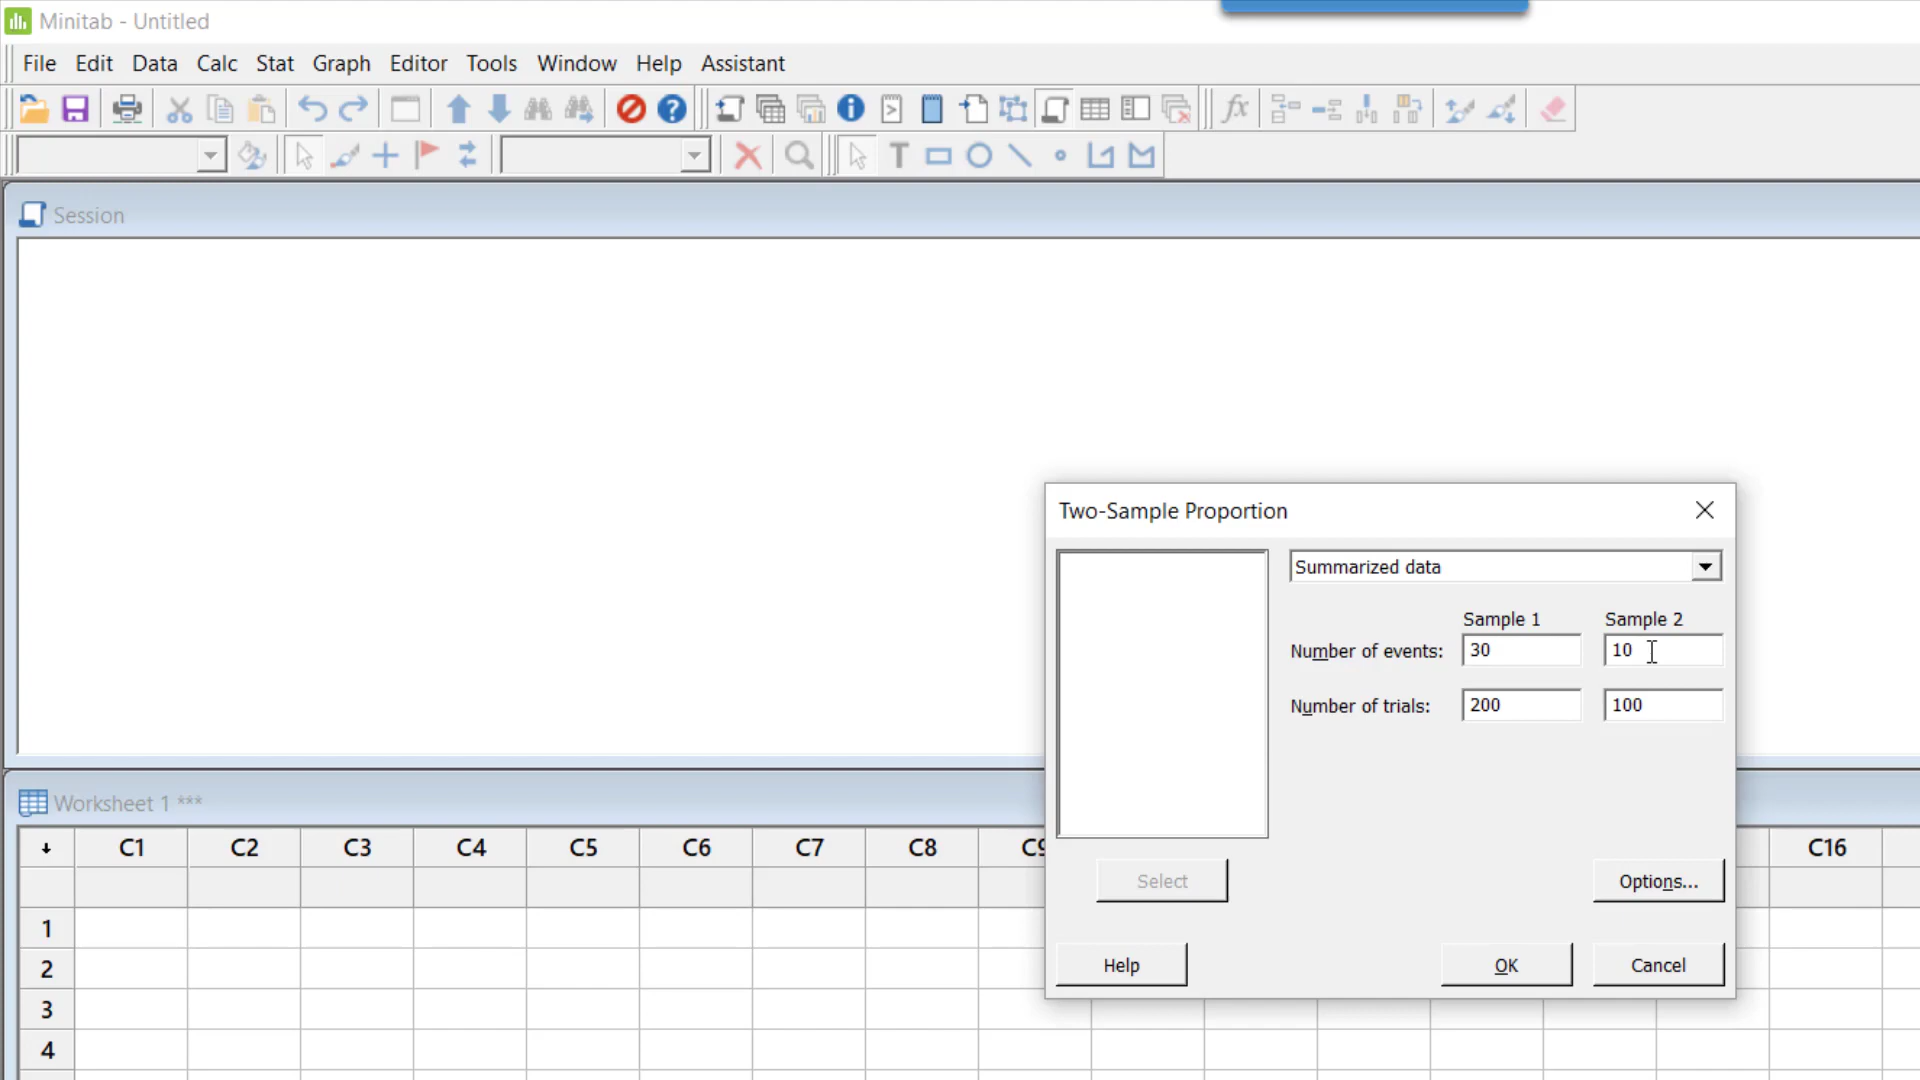 Minitab - Untitled
File Edit Data Calc Stat Graph Editor Tools Window Help Assistant
Session
Two-Sample Proportion
Summarized data
Sample 1 Sample 2
Number of events: 30 10
Number of trials: 200 100
Select Options...
Help OK Cancel
Worksheet 1 ***
C1 C2 C3 C4 C5 C6 C7 C8 C9 C16
1
2
3
4